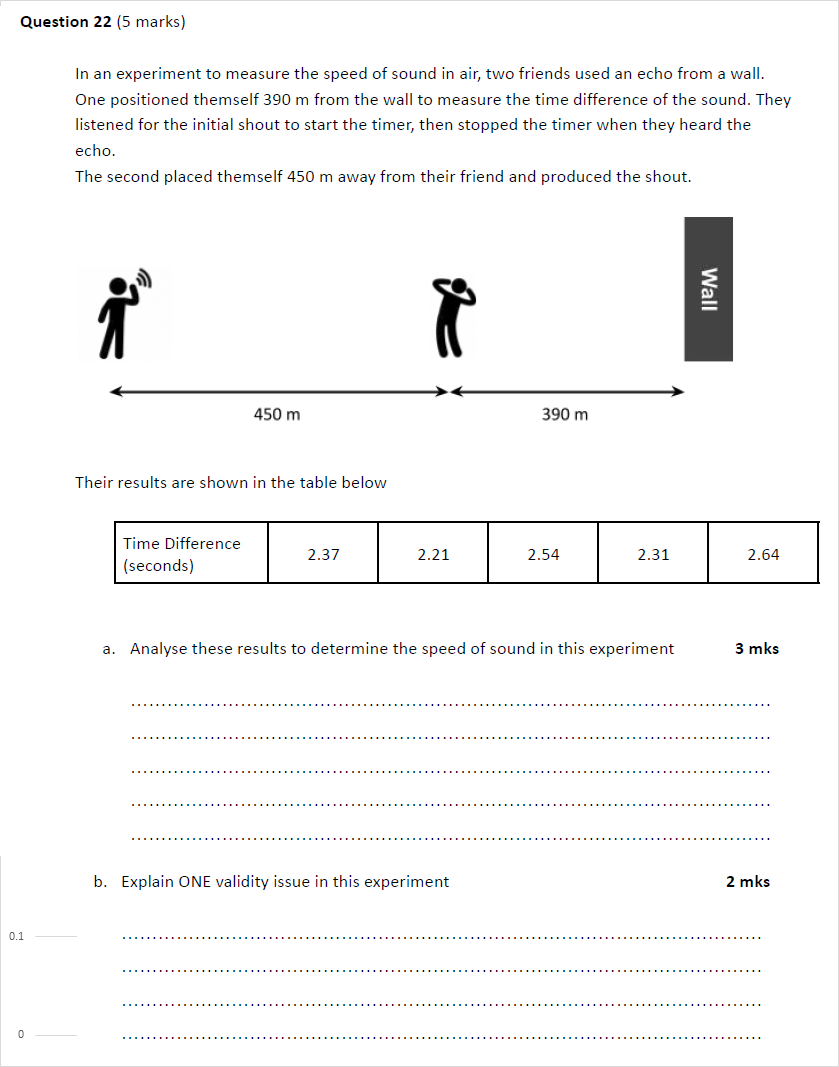 Question 22 (5 marks)
In an experiment to measure the speed of sound in air, two friends used an echo from a wall.
One positioned themself 390 m from the wall to measure the time difference of the sound. They
listened for the initial shout to start the timer, then stopped the timer when they heard the
echo.
The second placed themself 450 m away from their friend and produced the shout.
Wall
450 m
390 m
Their results are shown in the table below
Time Difference
(seconds)
2.37
2.21
2.54
2.31
2.64
a. Analyse these results to determine the speed of sound in this experiment
3 mks
b. Explain ONE validity issue in this experiment
2 mks
0.1
0